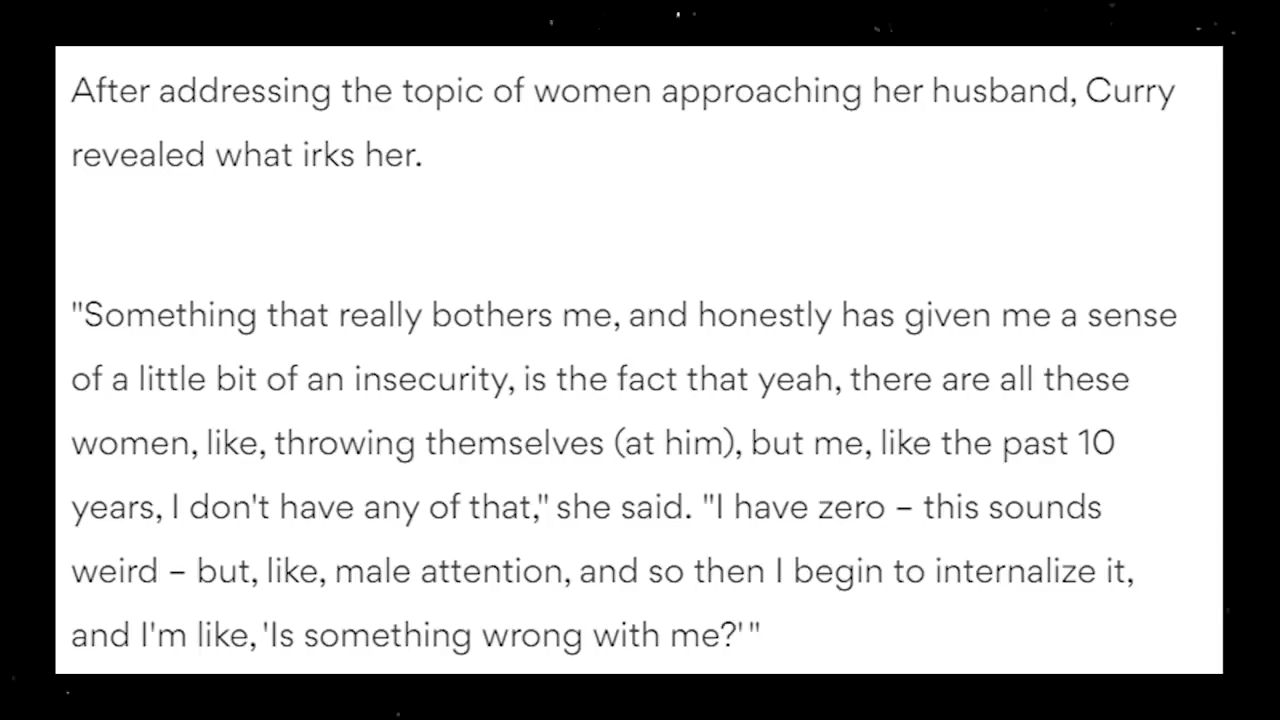 After addressing the topic of women approaching her husband, Curry
revealed what irks her.
"Something that really bothers me, and honestly has given me a sense
of a little bit of an insecurity, is the fact that yeah, there are all these
women, like, throwing themselves (at him), but me, like the past 10
years, I don't have any of that," she said. "I have zero – this sounds
weird – but, like, male attention, and so then I begin to internalize it,
and I'm like, 'Is something wrong with me?'"